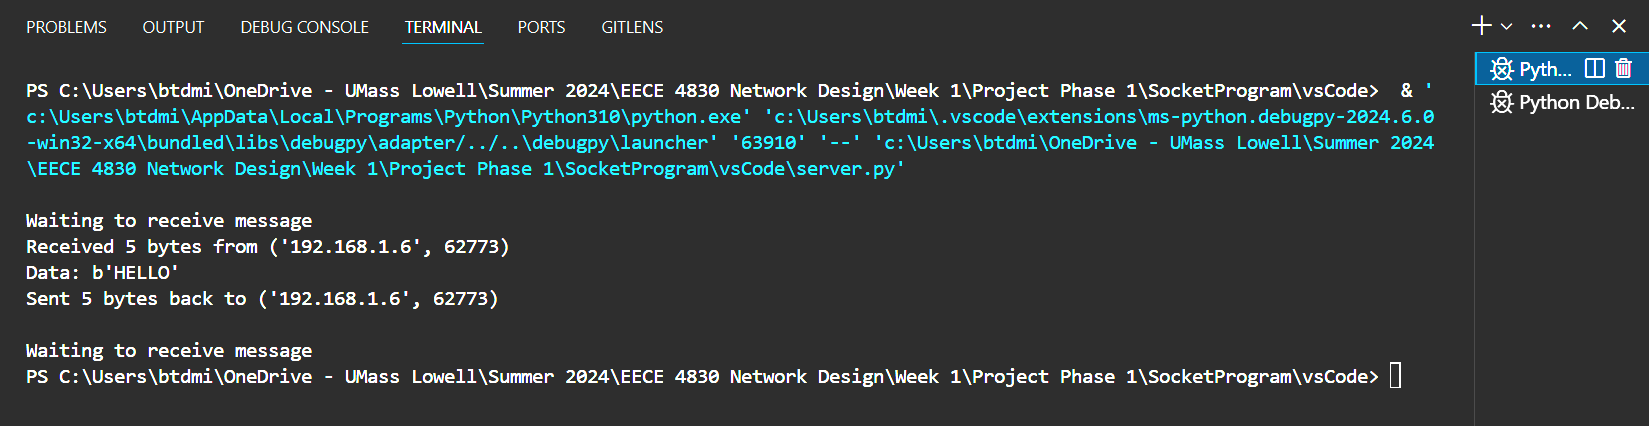 PROBLEMS OUTPUT DEBUG CONSOLE TERMINAL PORTS GITLENS
PS C:\Users\btdmi\OneDrive - UMass Lowell\Summer 2024\EECE 4830 Network Design\Week 1\Project Phase 1\SocketProgram\vsCode>  & '
c:\Users\btdmi\AppData\Local\Programs\Python\Python310\python.exe' 'c:\Users\btdmi\.vscode\extensions\ms-python.debugpy-2024.6.0
-win32-x64\bundled\libs\debugpy\adapter/../..\debugpy\launcher' '63910' '--' 'c:\Users\btdmi\OneDrive - UMass Lowell\Summer 2024
\EECE 4830 Network Design\Week 1\Project Phase 1\SocketProgram\vsCode\server.py'
Waiting to receive message
Received 5 bytes from ('192.168.1.6', 62773)
Data: b'HELLO'
Sent 5 bytes back to ('192.168.1.6', 62773)
Waiting to receive message
PS C:\Users\btdmi\OneDrive - UMass Lowell\Summer 2024\EECE 4830 Network Design\Week 1\Project Phase 1\SocketProgram\vsCode>
Pyth...
Python Deb...